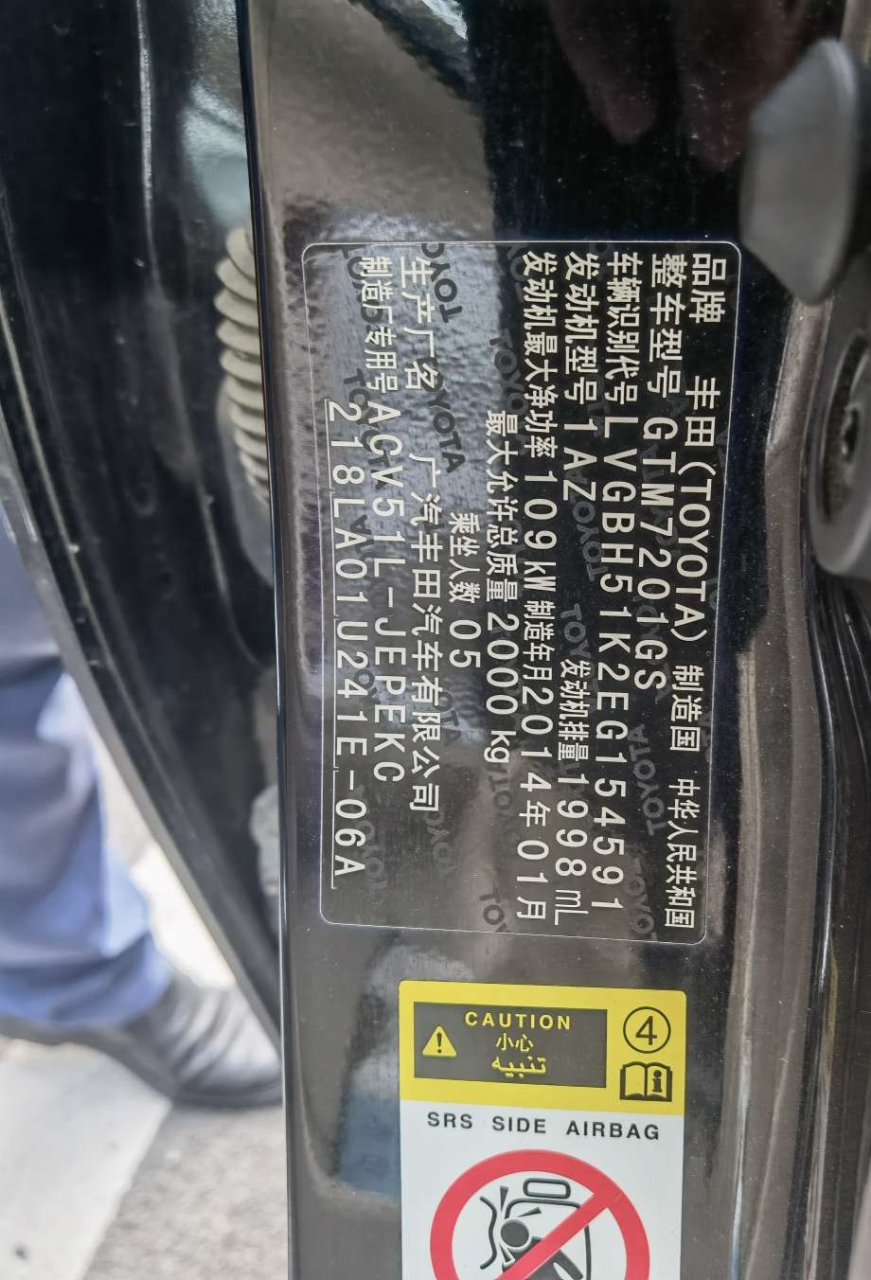 品牌 丰田(TOYOTA) 制造国 中华人民共和国
整车型号 GTM7201GS
车辆识别代号 LVGBH51K2EG154591
发动机型号 1AZ 发动机排量 1998 mL
发动机最大净功率 109 kW 制造年月 2014年01月
最大允许总质量 2000 kg
乘坐人数 05
生产厂名 广汽丰田汽车有限公司
制造厂专用号 ACV51L-JEPEKC
218LA01U241E-06A
CAUTION
小心
تنبيه
4
SRS SIDE AIRBAG